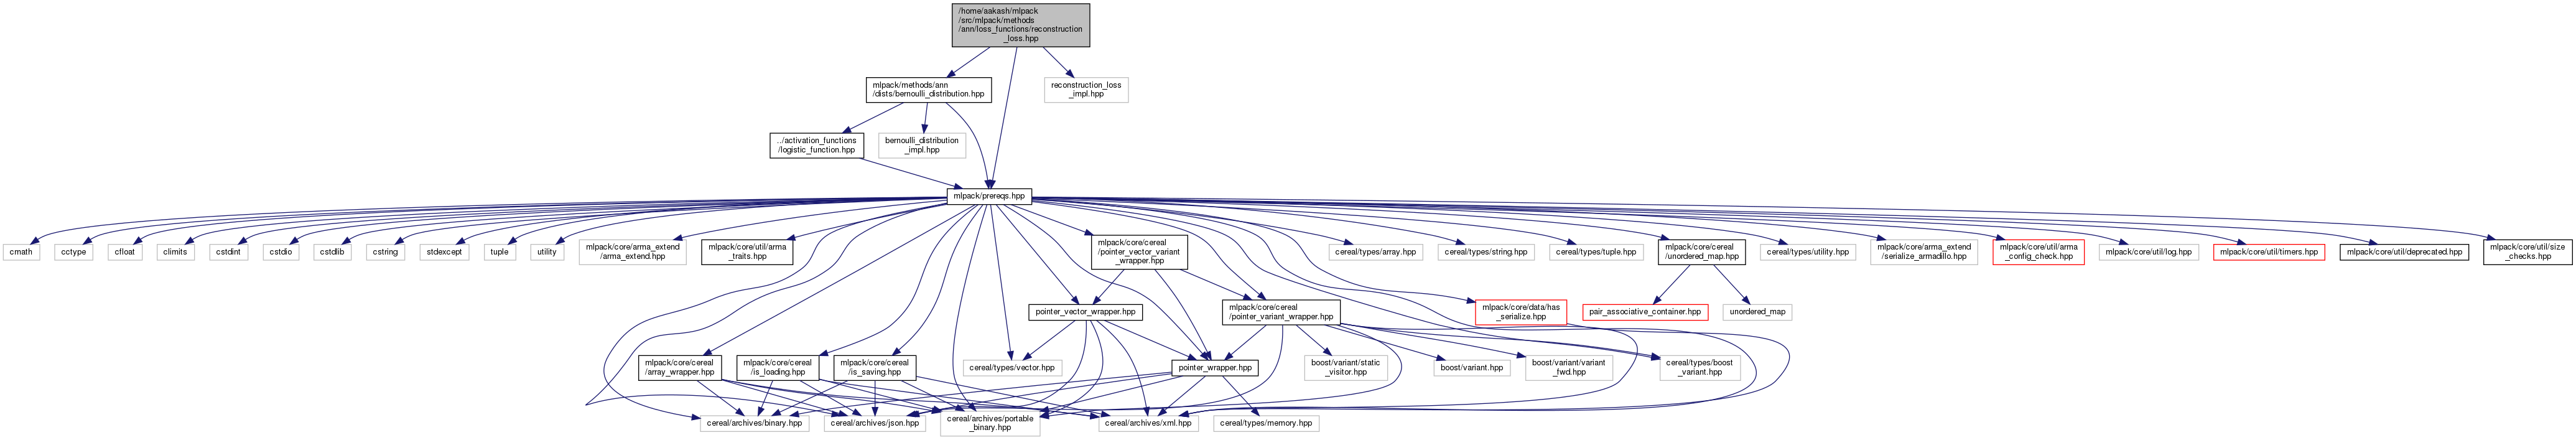 /home/aakash/mlpack
/src/mlpack/methods
/ann/loss_functions/reconstruction
_loss.hpp
mlpack/methods/ann
/dists/bernoulli_distribution.hpp
reconstruction_loss
_impl.hpp
../activation_functions
/logistic_function.hpp
bernoulli_distribution
_impl.hpp
mlpack/prereqs.hpp
cmath
cctype
cfloat
climits
cstdint
cstdio
cstdlib
cstring
stdexcept
tuple
utility
mlpack/core/arma_extend
/arma_extend.hpp
mlpack/core/util/arma
_traits.hpp
mlpack/core/cereal
/pointer_vector_variant
_wrapper.hpp
cereal/types/array.hpp
cereal/types/string.hpp
cereal/types/tuple.hpp
mlpack/core/cereal
/unordered_map.hpp
cereal/types/utility.hpp
mlpack/core/arma_extend
/serialize_armadillo.hpp
mlpack/core/util/arma
_config_check.hpp
mlpack/core/util/log.hpp
mlpack/core/util/timers.hpp
mlpack/core/util/deprecated.hpp
mlpack/core/util/size
_checks.hpp
pointer_vector_wrapper.hpp
mlpack/core/cereal
/pointer_variant_wrapper.hpp
mlpack/core/data/has
_serialize.hpp
pair_associative_container.hpp
unordered_map
mlpack/core/cereal
/array_wrapper.hpp
mlpack/core/cereal
/is_loading.hpp
mlpack/core/cereal
/is_saving.hpp
cereal/types/vector.hpp
pointer_wrapper.hpp
boost/variant/static
_visitor.hpp
boost/variant.hpp
boost/variant/variant
_fwd.hpp
cereal/types/boost
_variant.hpp
cereal/archives/binary.hpp
cereal/archives/json.hpp
cereal/archives/portable
_binary.hpp
cereal/archives/xml.hpp
cereal/types/memory.hpp